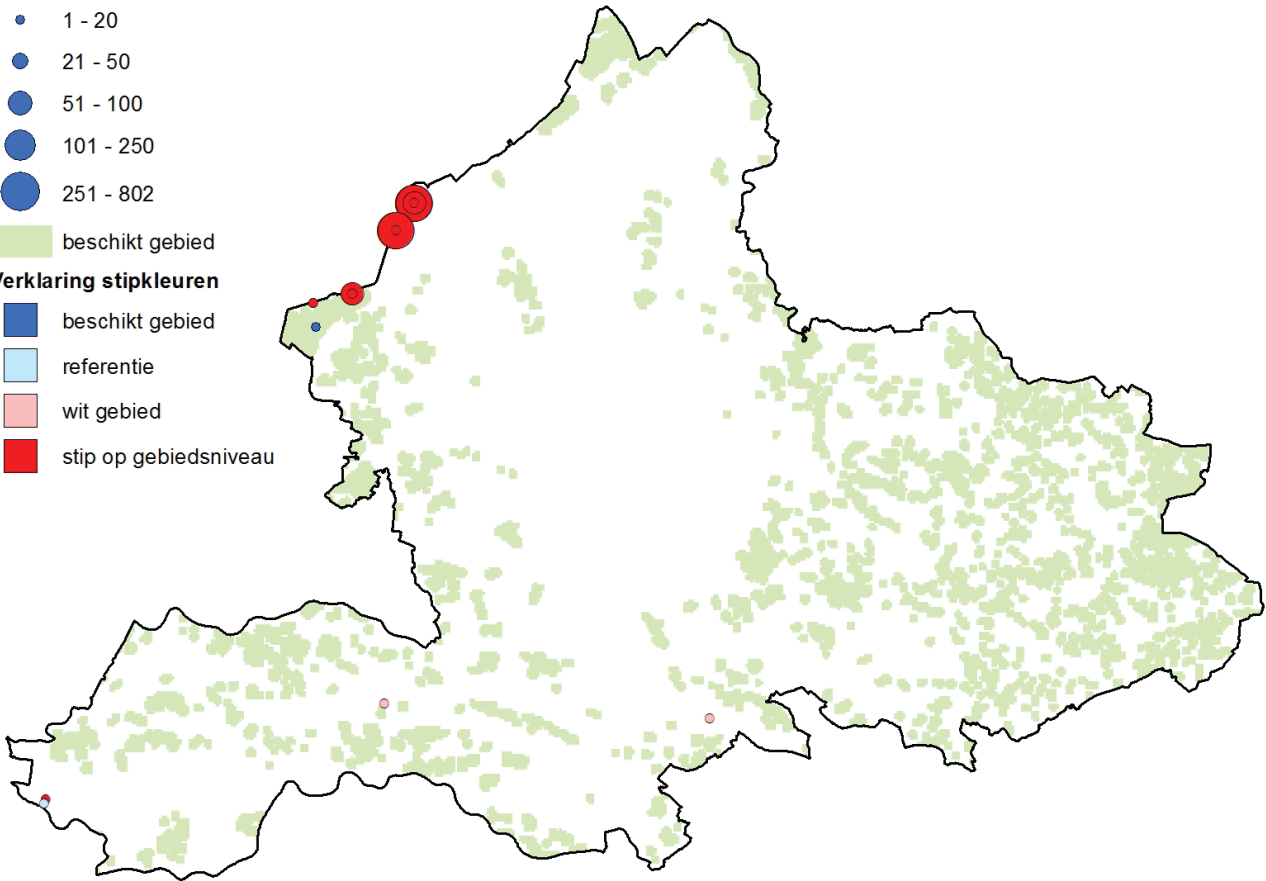 1 - 20
21 - 50
51 - 100
101 - 250
251 - 802
beschikt gebied
Verklaring stipkleuren
beschikt gebied
referentie
wit gebied
stip op gebiedsniveau